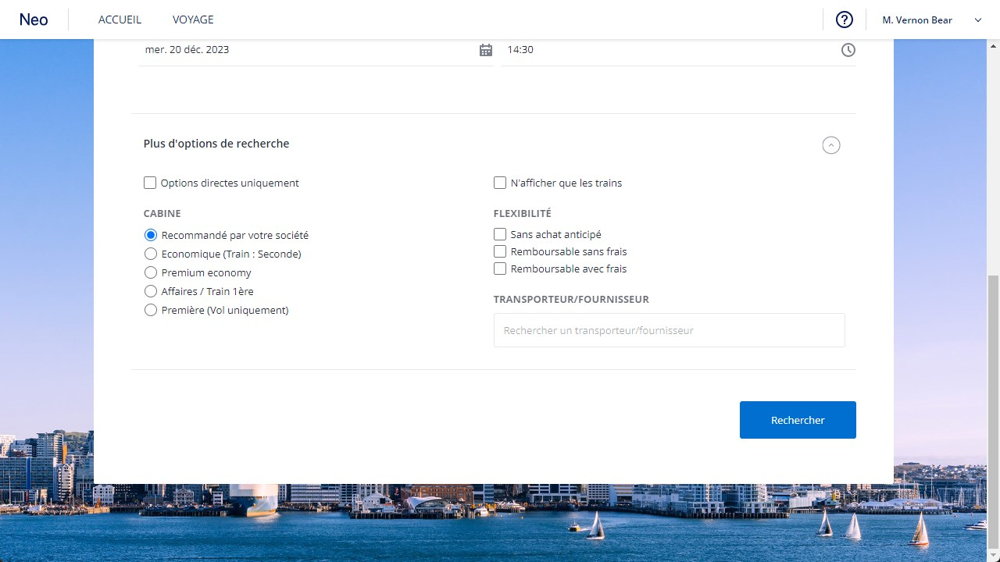 Neo ACCUEIL VOYAGE M. Vernon Bear
mer. 20 déc. 2023 14:30
Plus d'options de recherche
Options directes uniquement N'afficher que les trains
CABINE
Recommandé par votre société
Economique (Train : Seconde)
Premium economy
Affaires / Train 1ère
Première (Vol uniquement)
FLEXIBILITÉ
Sans achat anticipé
Remboursable sans frais
Remboursable avec frais
TRANSPORTEUR/FOURNISSEUR
Rechercher un transporteur/fournisseur
Rechercher